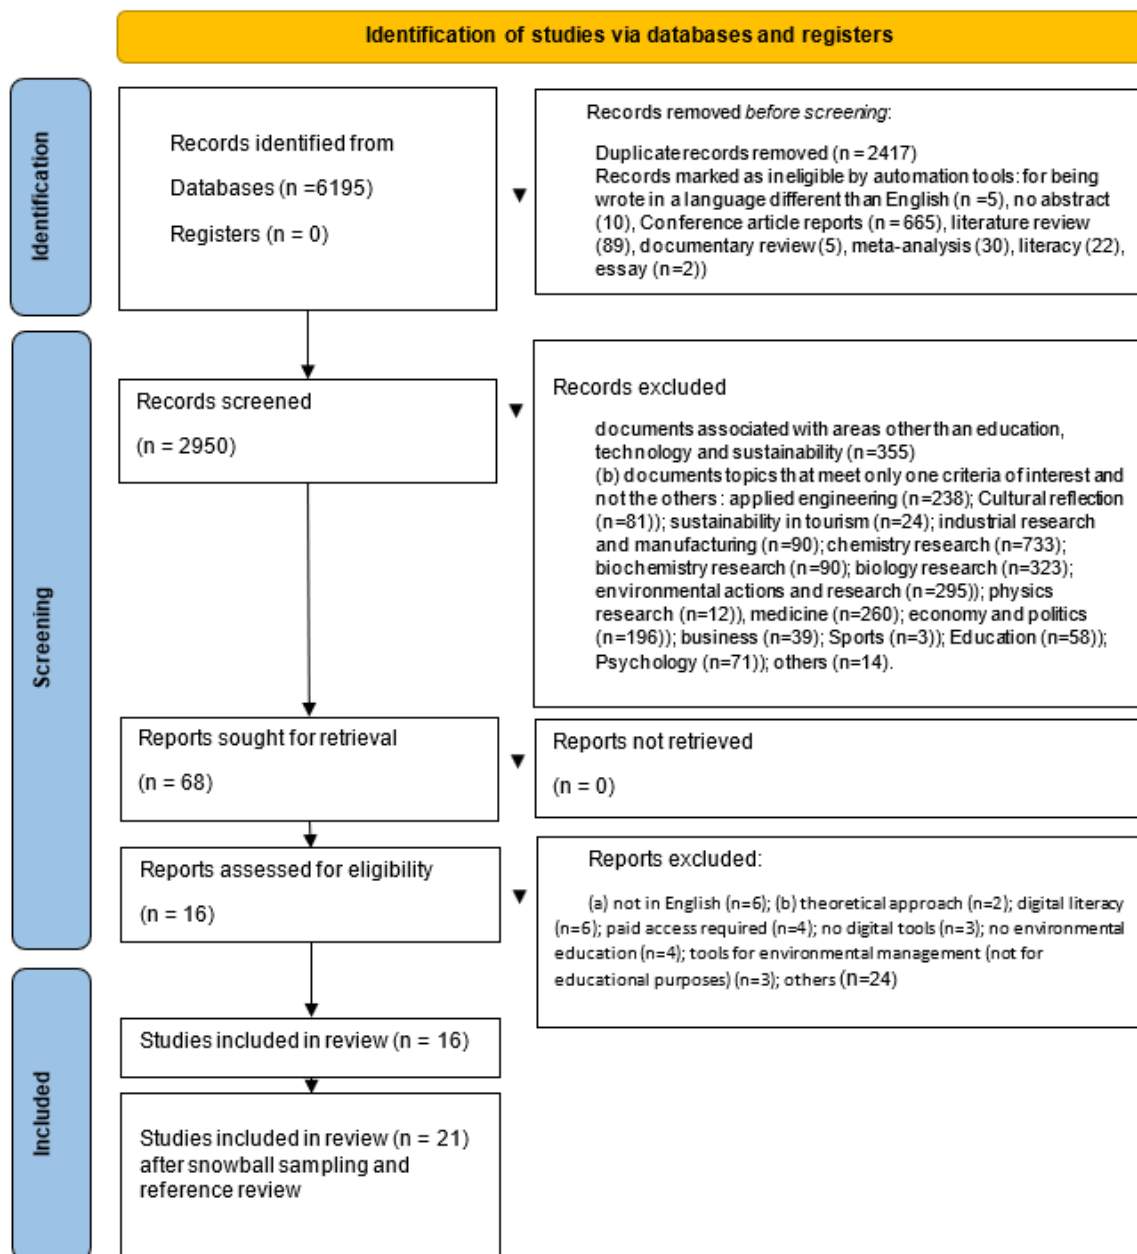 Identification of studies via databases and registers
Identification
Records identified from
Databases (n =6195)
Registers (n = 0)
Records removed before screening:
Duplicate records removed (n = 2417)
Records marked as ineligible by automation tools: for being
wrote in a language different than English (n =5), no abstract
(10), Conference article reports (n = 665), literature review
(89), documentary review (5), meta-analysis (30), literacy (22),
essay (n=2))
Screening
Records screened
(n = 2950)
Records excluded
documents associated with areas other than education,
technology and sustainability (n=355)
(b) documents topics that meet only one criteria of interest and
not the others : applied engineering (n=238); Cultural reflection
(n=81)); sustainability in tourism (n=24); industrial research
and manufacturing (n=90); chemistry research (n=733);
biochemistry research (n=90); biology research (n=323);
environmental actions and research (n=295)); physics
research (n=12)), medicine (n=260); economy and politics
(n=196)); business (n=39); Sports (n=3)); Education (n=58));
Psychology (n=71)); others (n=14).
Reports sought for retrieval
(n = 68)
Reports not retrieved
(n = 0)
Reports assessed for eligibility
(n = 16)
Reports excluded:
(a) not in English (n=6); (b) theoretical approach (n=2); digital literacy
(n=6); paid access required (n=4); no digital tools (n=3); no environmental
education (n=4); tools for environmental management (not for
educational purposes) (n=3); others (n=24)
Included
Studies included in review (n = 16)
Studies included in review (n = 21)
after snowball sampling and
reference review